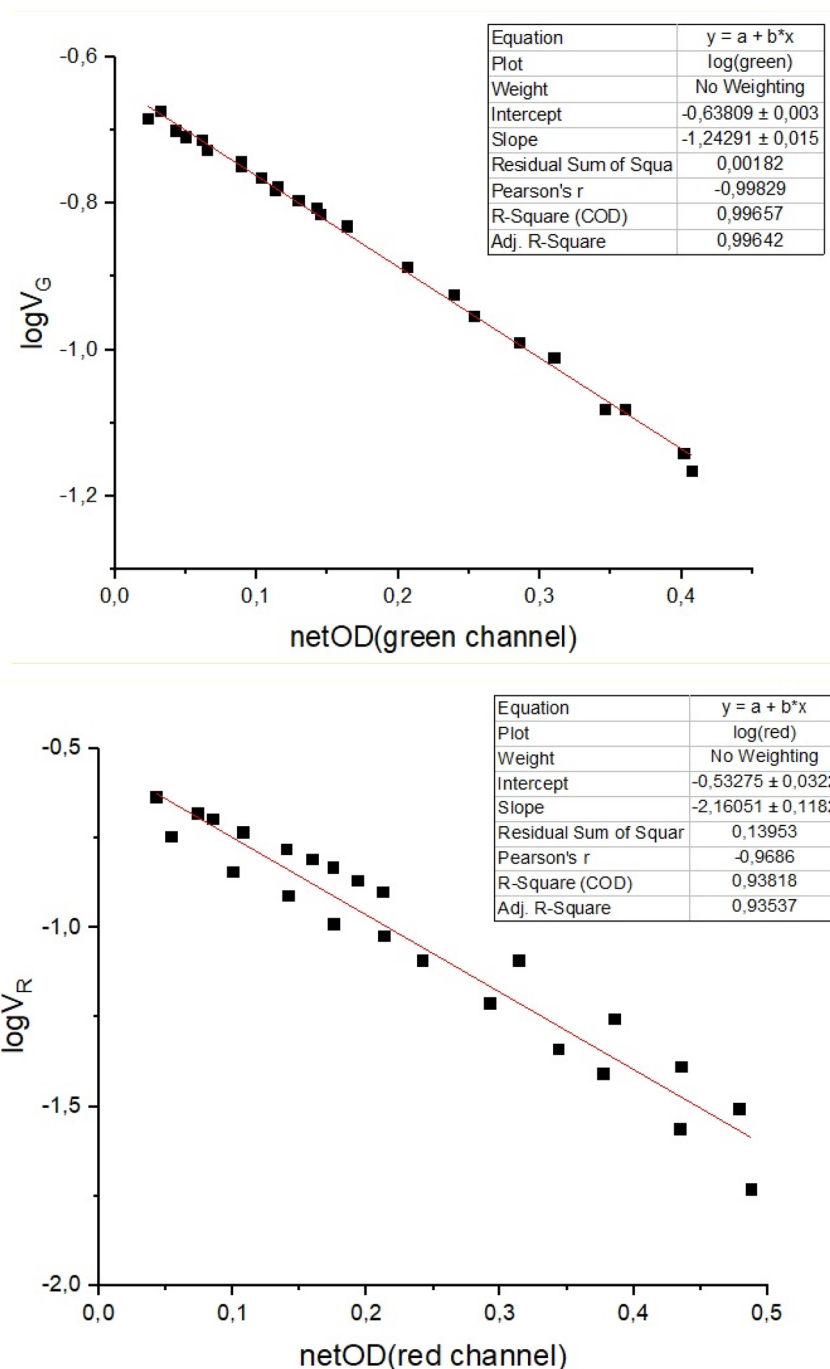 Equation y = a + b*x
Plot log(green)
Weight No Weighting
Intercept -0,63809 ± 0,003
Slope -1,24291 ± 0,015
Residual Sum of Squa 0,00182
Pearson's r -0,99829
R-Square (COD) 0,99657
Adj. R-Square 0,99642
-0,6
-0,8
-1,0
-1,2
logVG
0,0 0,1 0,2 0,3 0,4
netOD(green channel)
Equation y = a + b*x
Plot log(red)
Weight No Weighting
Intercept -0,53275 ± 0,0322
Slope -2,16051 ± 0,1182
Residual Sum of Squar 0,13953
Pearson's r -0,9686
R-Square (COD) 0,93818
Adj. R-Square 0,93537
-0,5
-1,0
-1,5
-2,0
logVR
0,0 0,1 0,2 0,3 0,4 0,5
netOD(red channel)